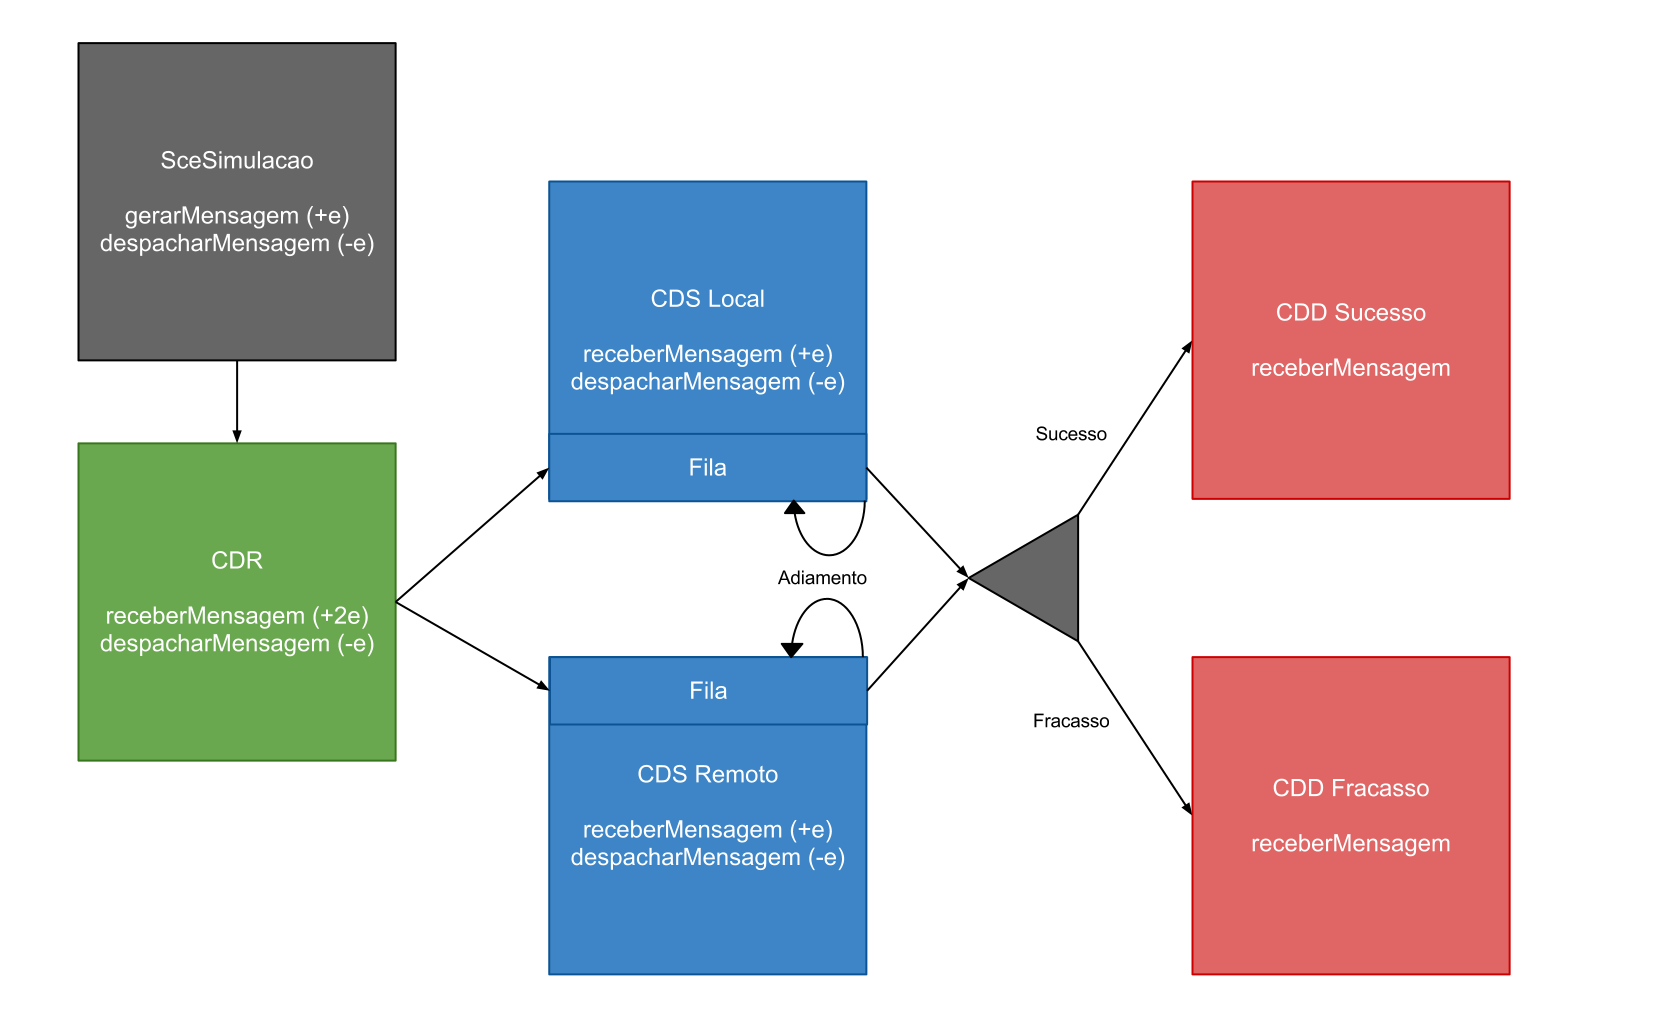 SceSimulacao
gerarMensagem (+e)
despacharMensagem (-e)
CDR
receberMensagem (+2e)
despacharMensagem (-e)
CDS Local
receberMensagem (+e)
despacharMensagem (-e)
Fila
Adiamento
Fila
CDS Remoto
receberMensagem (+e)
despacharMensagem (-e)
Sucesso
Fracasso
CDD Sucesso
receberMensagem
CDD Fracasso
receberMensagem